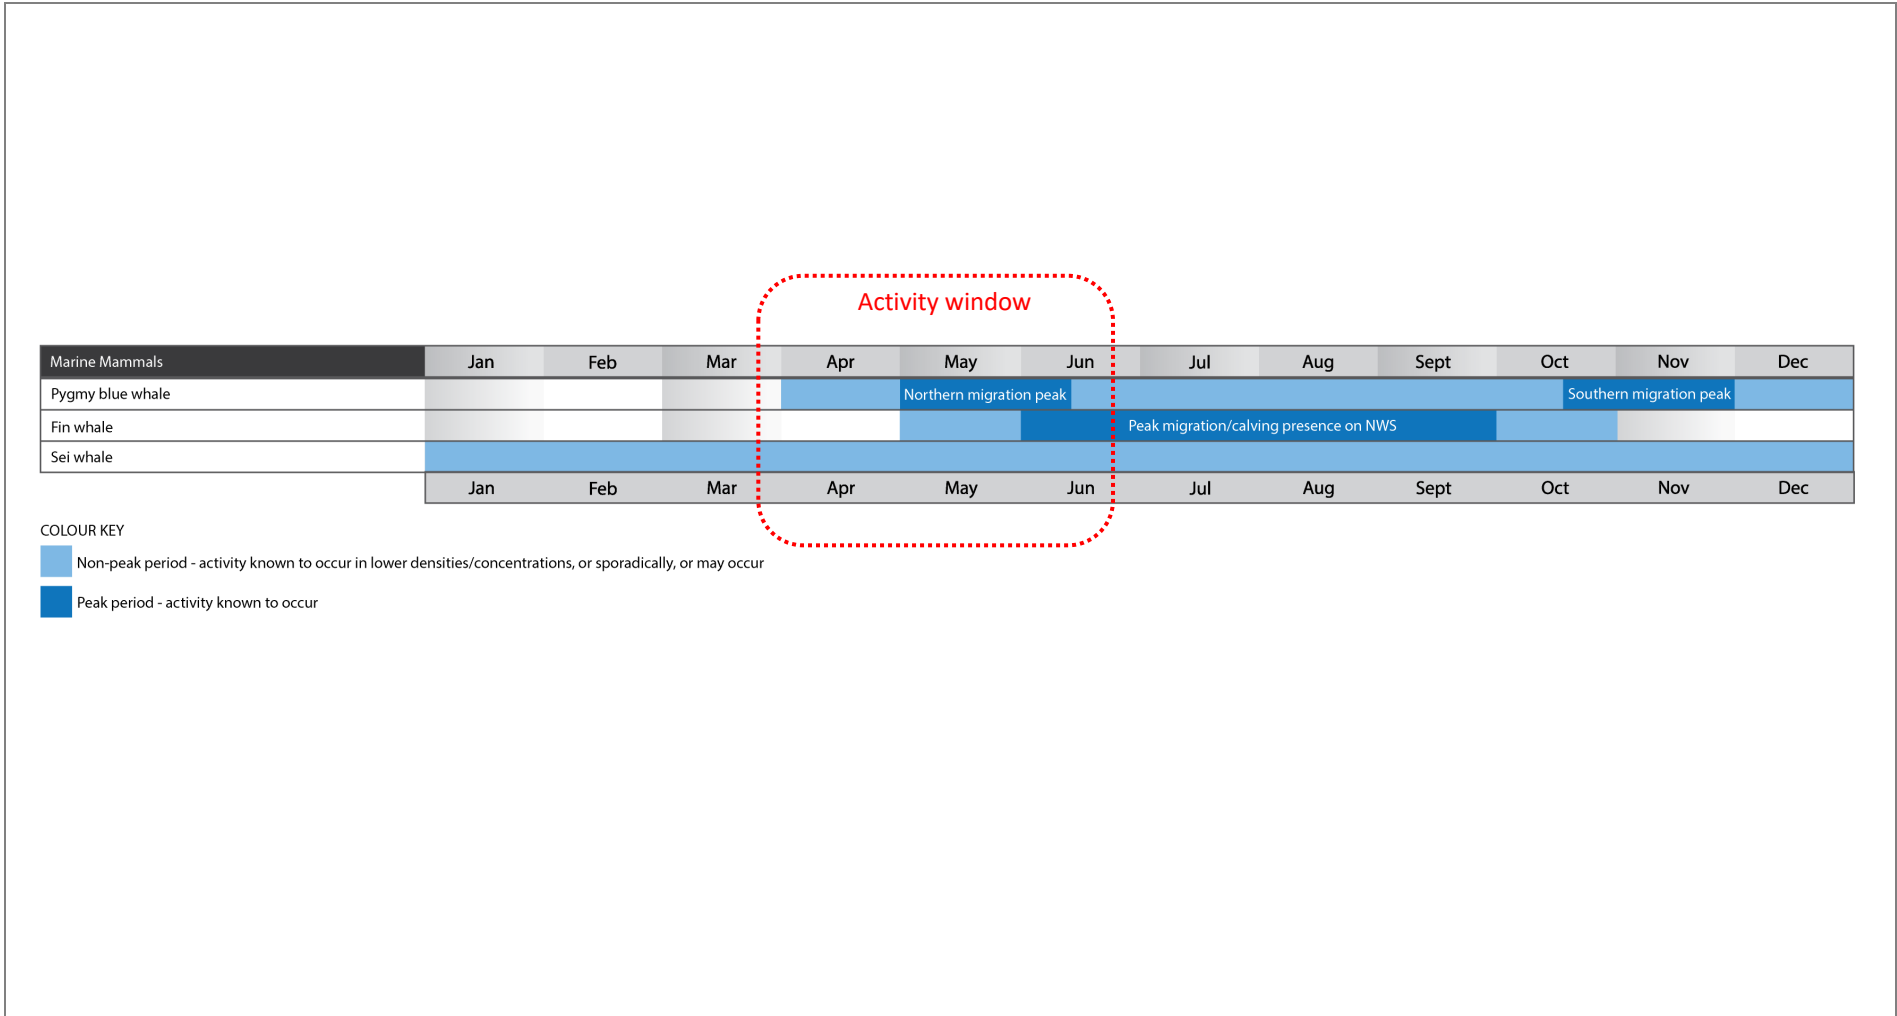 Activity window
Marine Mammals Jan Feb Mar Apr May Jun Jul Aug Sept Oct Nov Dec
Pygmy blue whale Northern migration peak Southern migration peak
Fin whale Peak migration/calving presence on NWS
Sei whale
Jan Feb Mar Apr May Jun Jul Aug Sept Oct Nov Dec
COLOUR KEY
Non-peak period - activity known to occur in lower densities/concentrations, or sporadically, or may occur
Peak period - activity known to occur